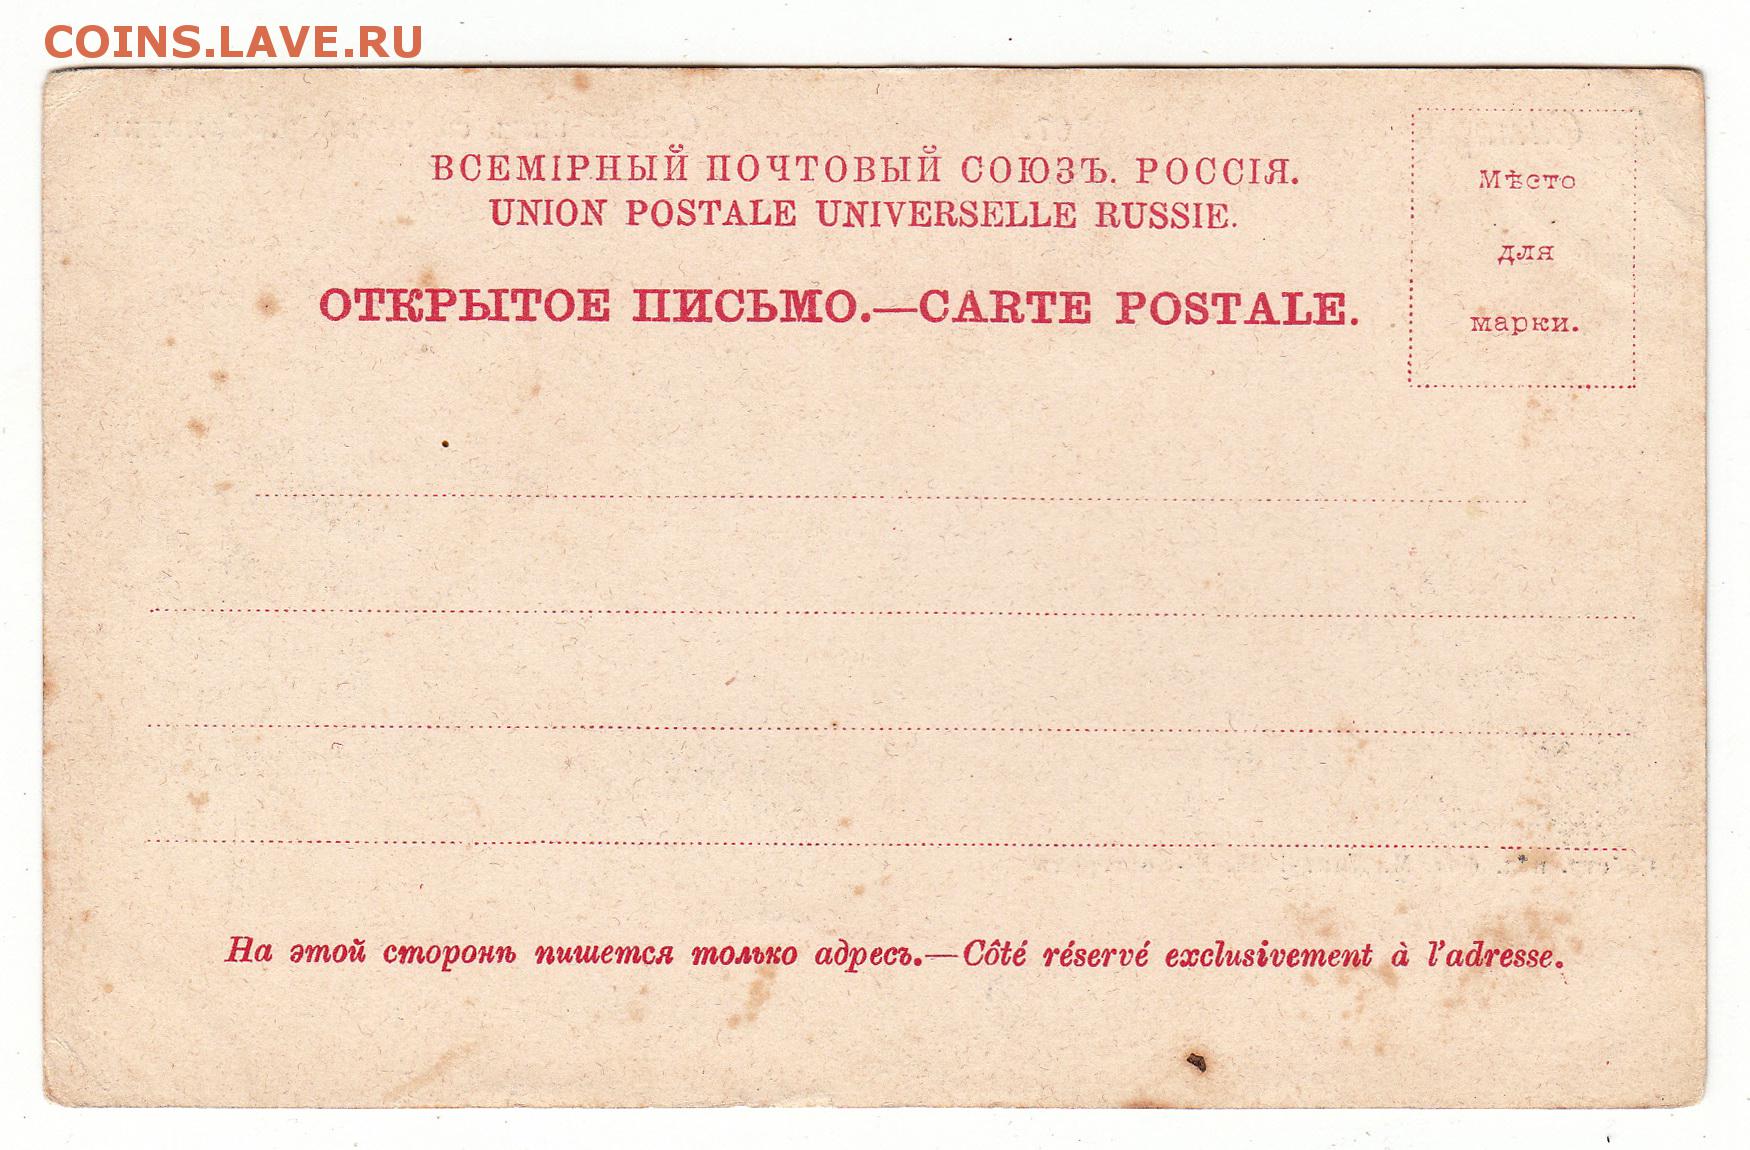 COINS.LAVE.RU
ВСЕМІРНЫЙ ПОЧТОВЫЙ СОЮЗЪ. РОССІЯ.
UNION POSTALE UNIVERSELLE RUSSIE.
ОТКРЫТОЕ ПИСЬМО.—CARTE POSTALE.
Мѣсто
для
марки.
На этой сторонѣ пишется только адресъ.—Côté réservé exclusivement à l'adresse.